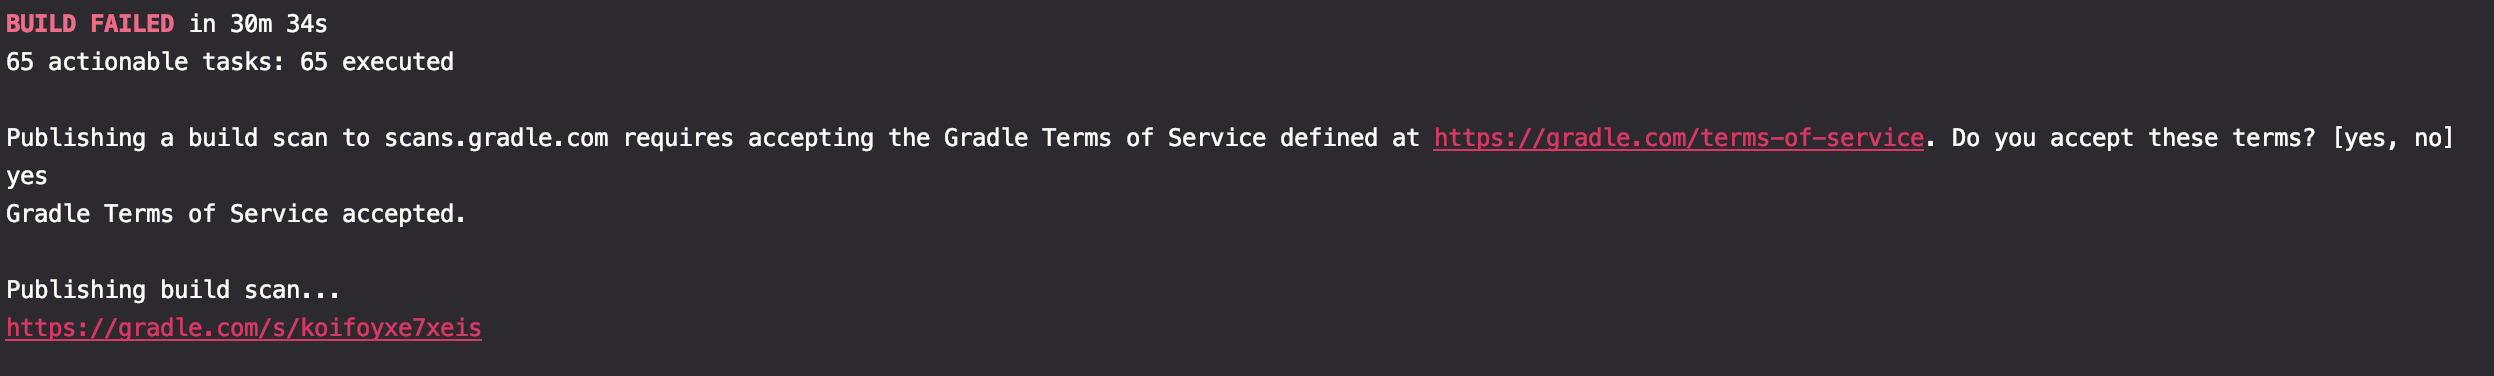 BUILD FAILED in 30m 34s
65 actionable tasks: 65 executed
Publishing a build scan to scans.gradle.com requires accepting the Gradle Terms of Service defined at https://gradle.com/terms-of-service. Do you accept these terms? [yes, no]
yes
Gradle Terms of Service accepted.
Publishing build scan...
https://gradle.com/s/koifoyxe7xeis